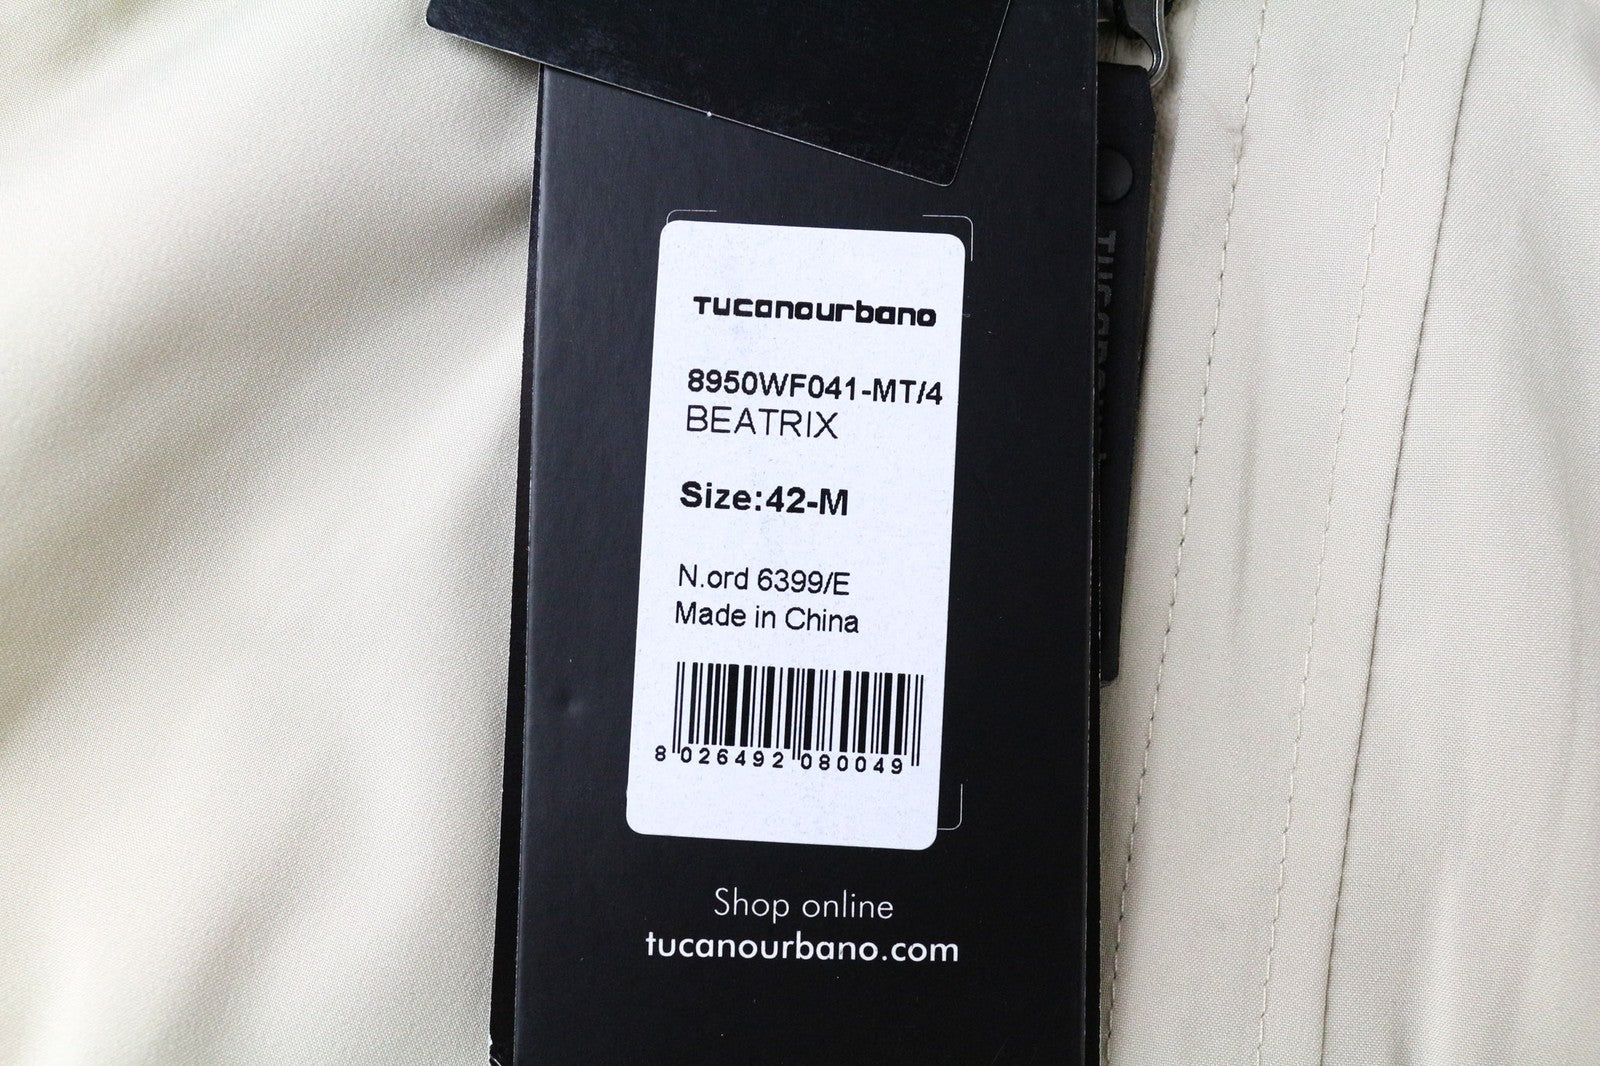 TUCANOURBANO
8950WF041-MT/4
BEATRIX
Size:42-M
N.ord 6399/E
Made in China
8 026492 080049
Shop online
tucanourbano.com